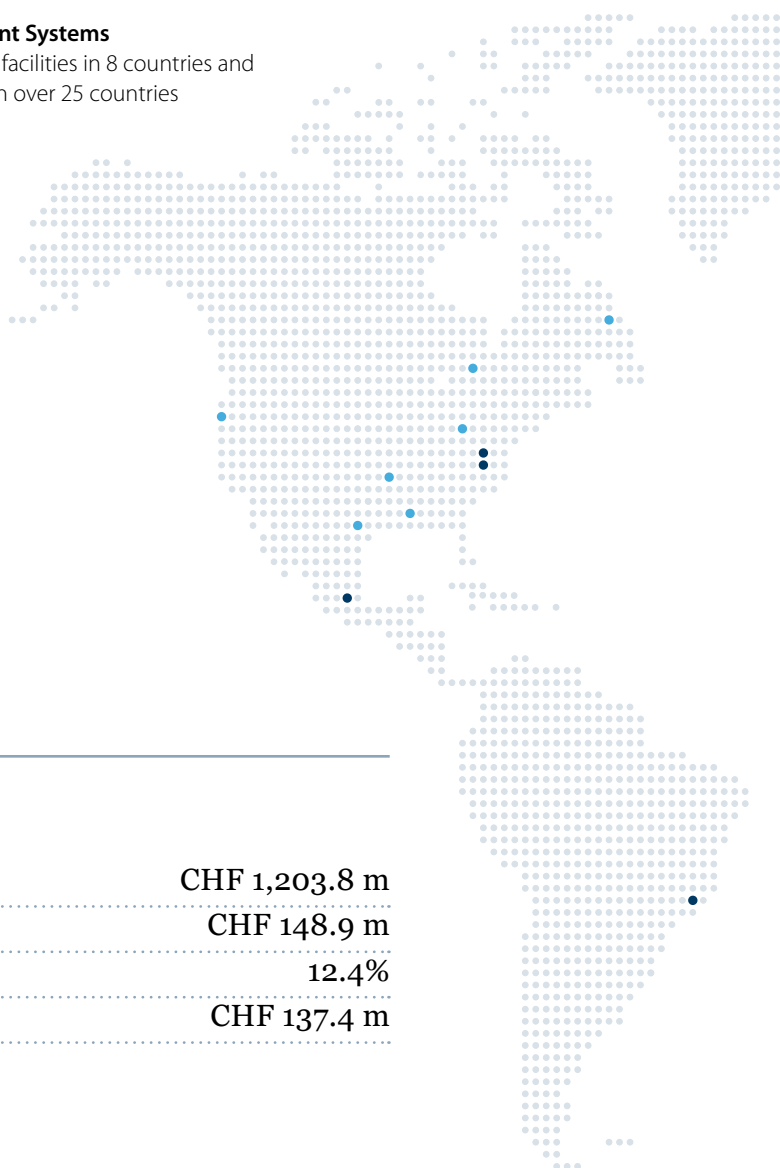 nt Systems
facilities in 8 countries and
over 25 countries
CHF 1,203.8 m
CHF 148.9 m
12.4%
CHF 137.4 m